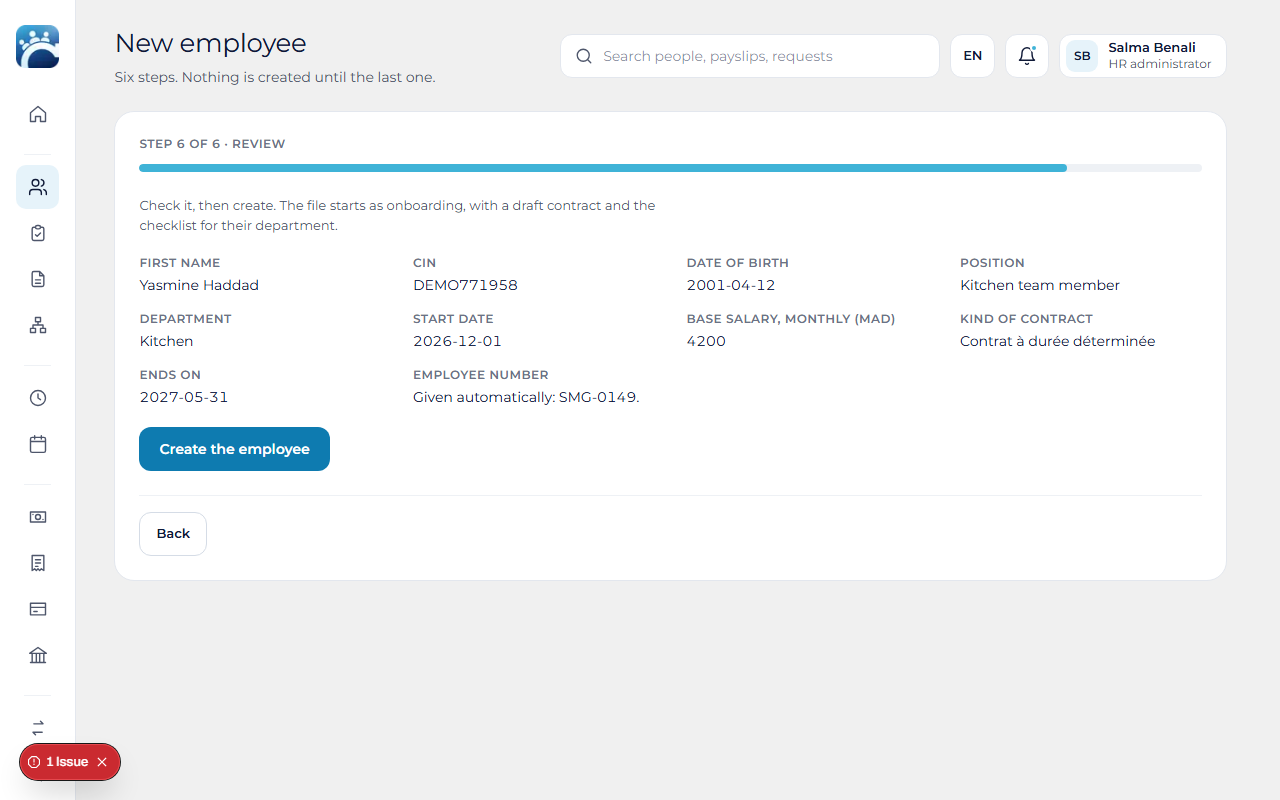 New employee
Six steps. Nothing is created until the last one.
Search people, payslips, requests
EN
SB
Salma Benali
HR administrator
STEP 6 OF 6 · REVIEW
Check it, then create. The file starts as onboarding, with a draft contract and the
checklist for their department.
FIRST NAME
Yasmine Haddad
CIN
DEMO771958
DATE OF BIRTH
2001-04-12
POSITION
Kitchen team member
DEPARTMENT
Kitchen
START DATE
2026-12-01
BASE SALARY, MONTHLY (MAD)
4200
KIND OF CONTRACT
Contrat à durée déterminée
ENDS ON
2027-05-31
EMPLOYEE NUMBER
Given automatically: SMG-0149.
Create the employee
Back
1 Issue